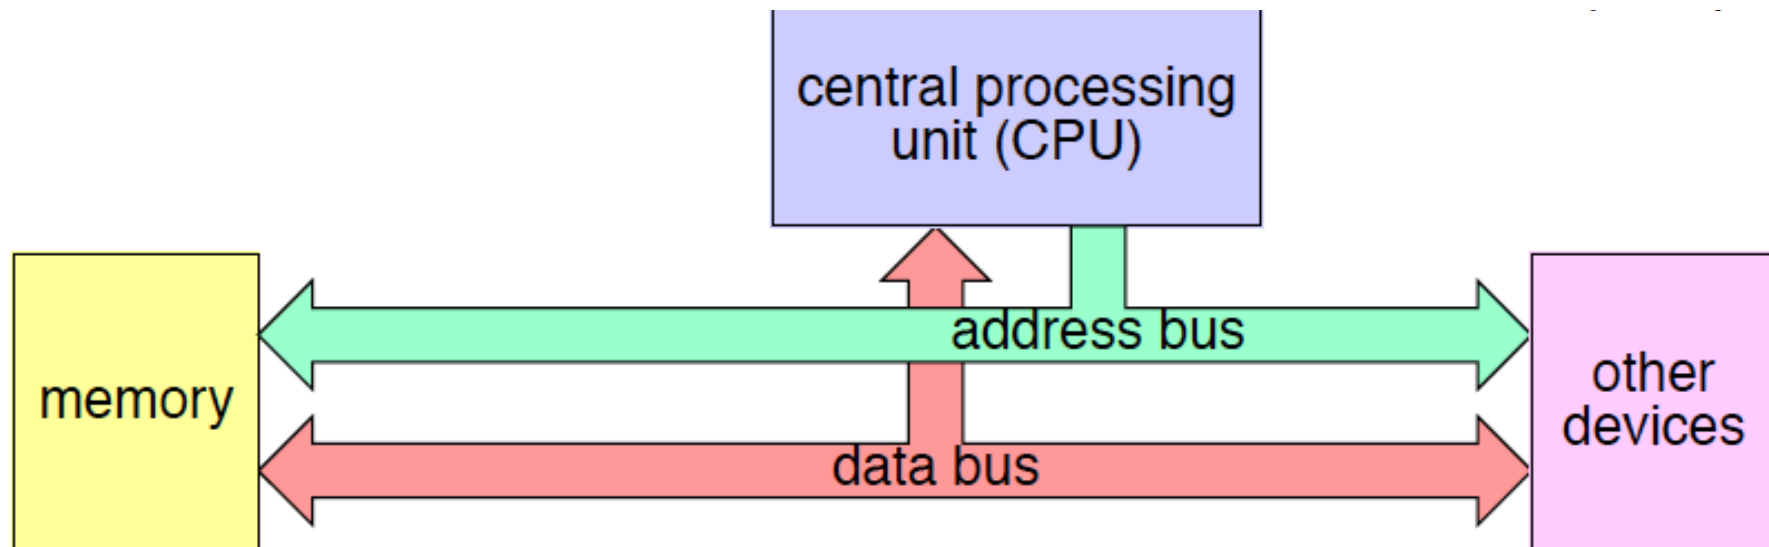 central processing
unit (CPU)
address bus
memory
other
devices
data bus